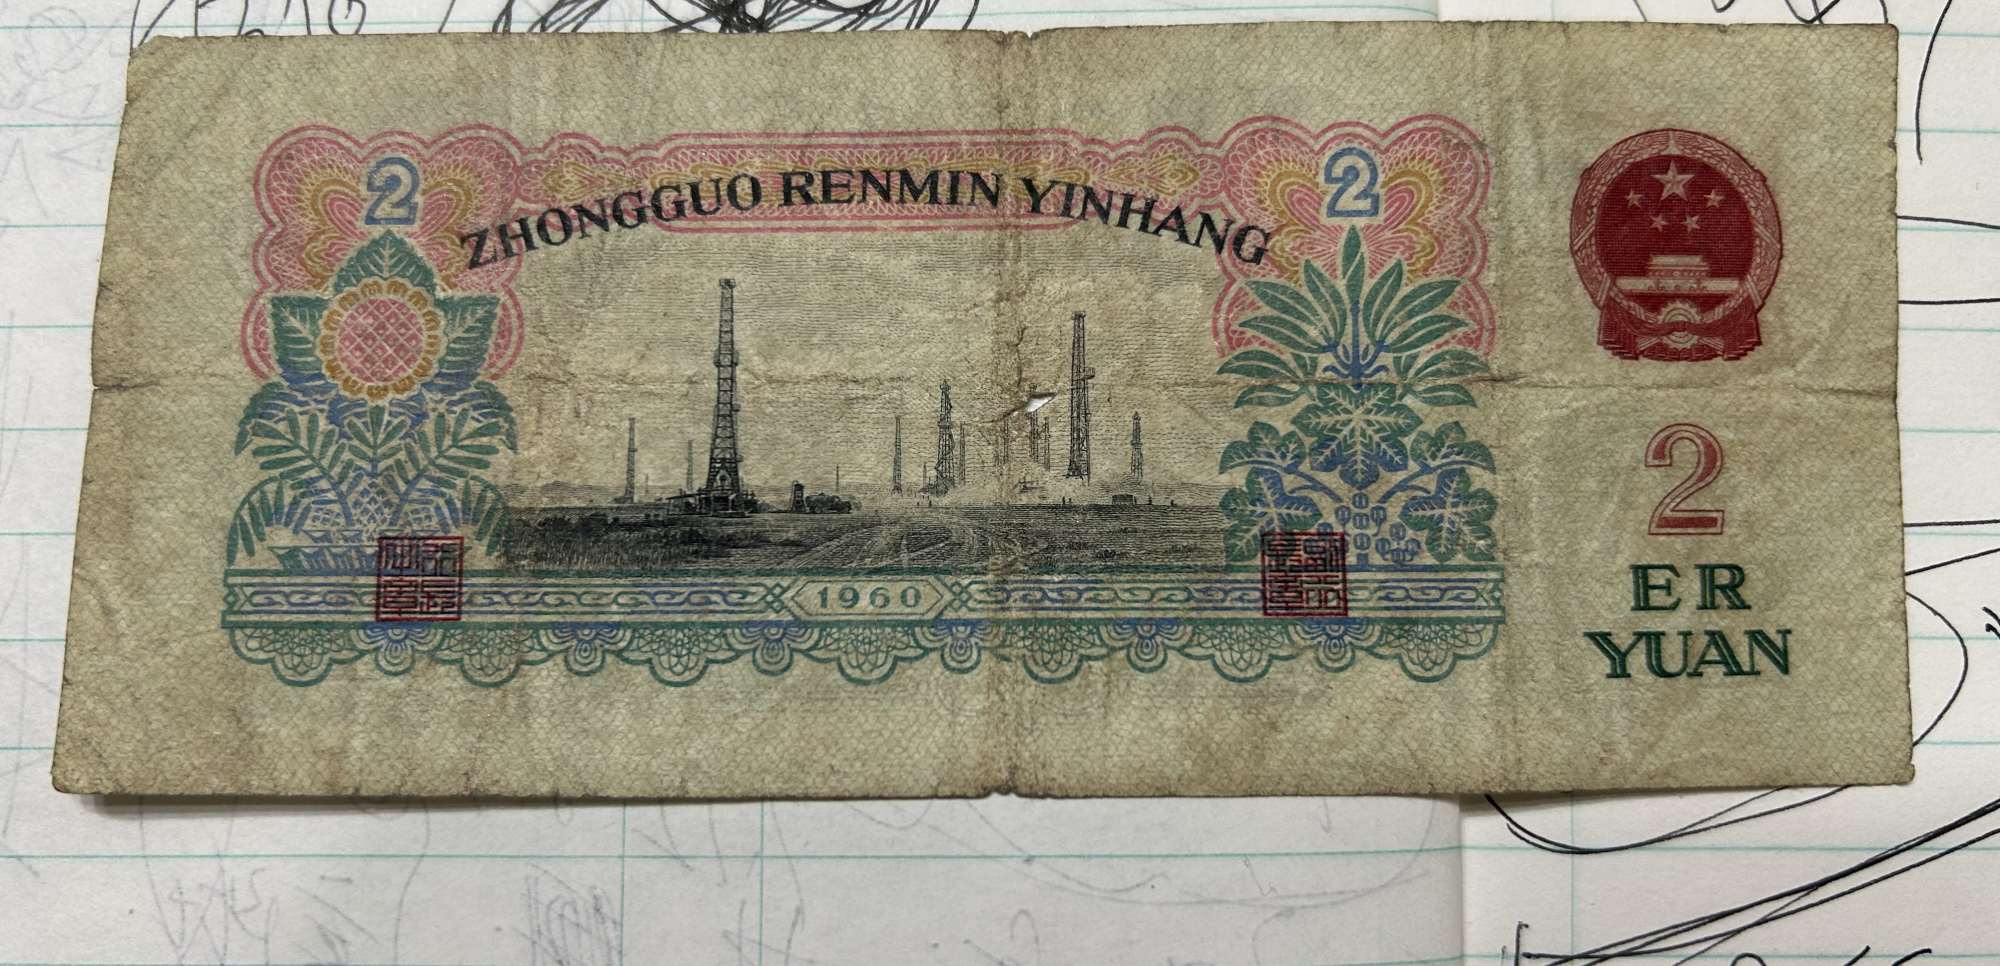 2 2
ZHONGGUO RENMIN YINHANG
2
ER
YUAN
1960